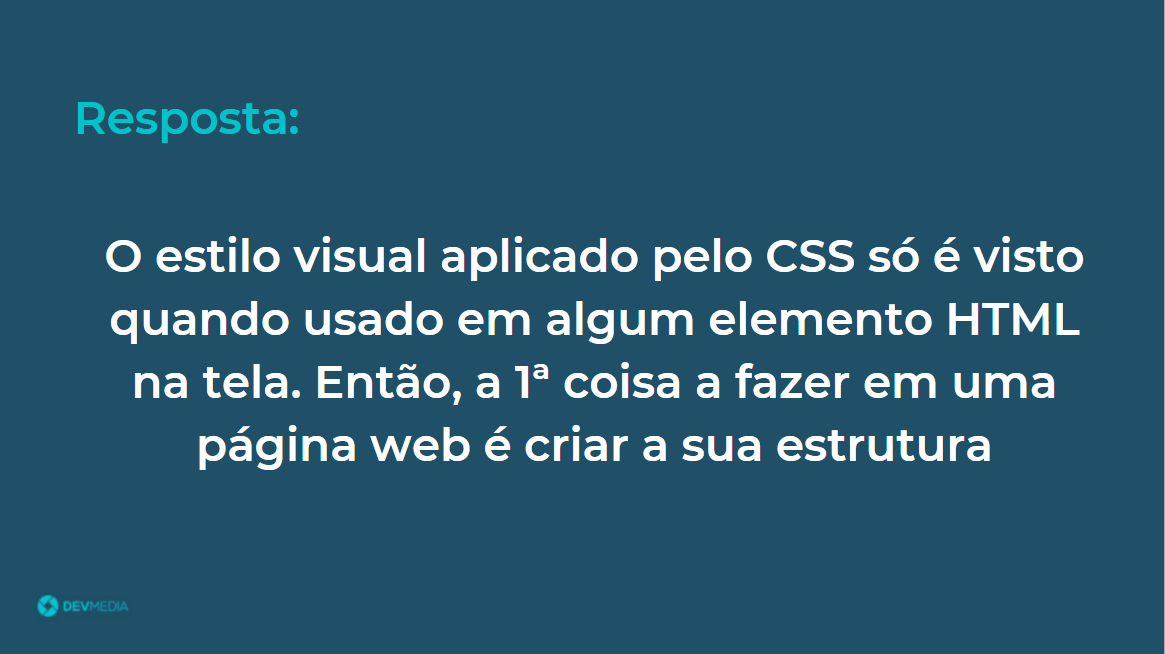 Resposta:
O estilo visual aplicado pelo CSS só é visto
quando usado em algum elemento HTML
na tela. Então, a 1ª coisa a fazer em uma
página web é criar a sua estrutura
DEVMEDIA